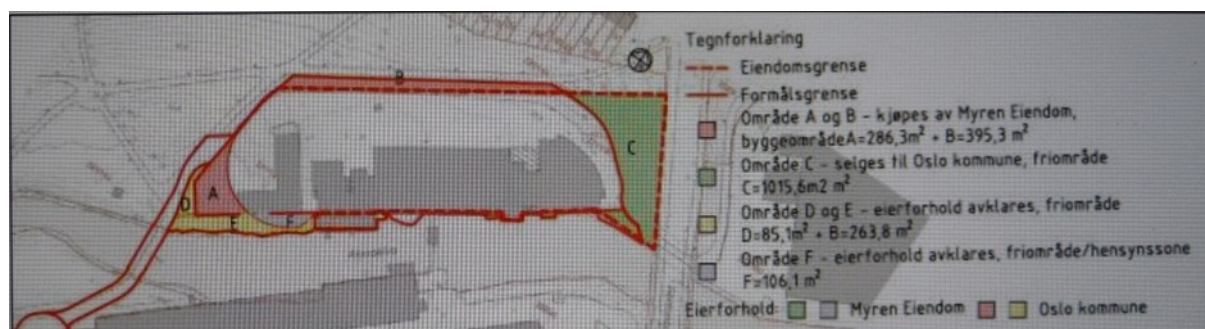 B
C
A
D
E
F
Tegnforklaring
Eiendomsgrense
Formålsgrense
Område A og B - kjøpes av Myren Eiendom,
byggeområdeA=286,3m² + B=395,3 m²
Område C - selges til Oslo kommune, friområde
C=1015,6m2 m²
Område D og E - eierforhold avklares, friområde
D=85,1m² + B=263,8 m²
Område F - eierforhold avklares, friområde/hensynssone
F=106,1 m²
Eierforhold: Myren Eiendom Oslo kommune